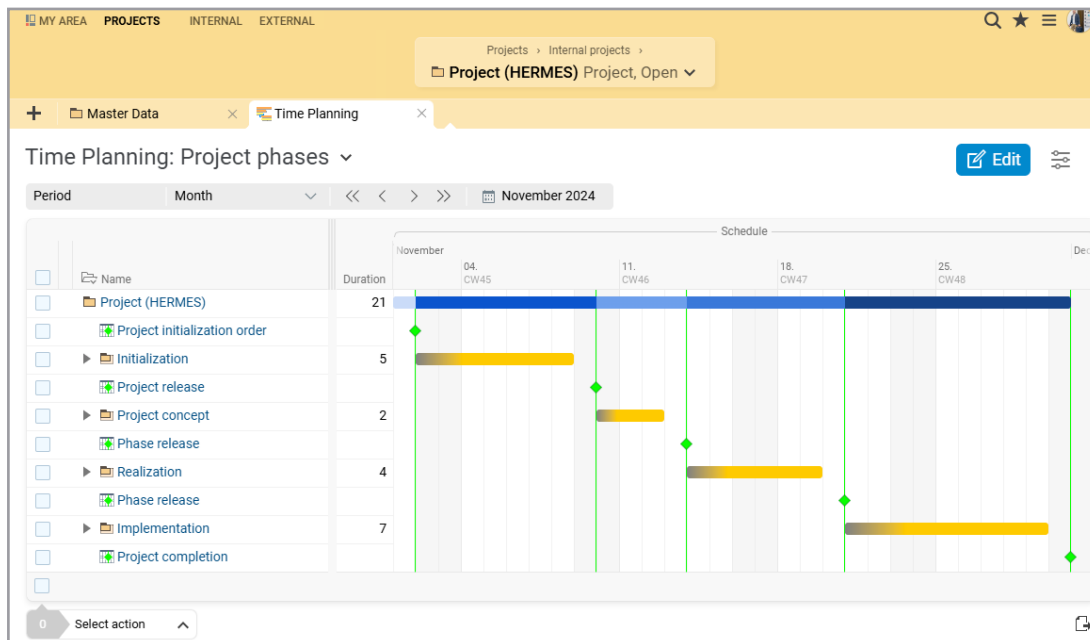 MY AREA PROJECTS INTERNAL EXTERNAL
Projects › Internal projects ›
Project (HERMES) Project, Open
Master Data Time Planning
Time Planning: Project phases
Edit
Period Month November 2024
Schedule
November
Name Duration 04. 11. 18. 25.
CW45 CW46 CW47 CW48
Project (HERMES) 21
Project initialization order
Initialization 5
Project release
Project concept 2
Phase release
Realization 4
Phase release
Implementation 7
Project completion
0 Select action